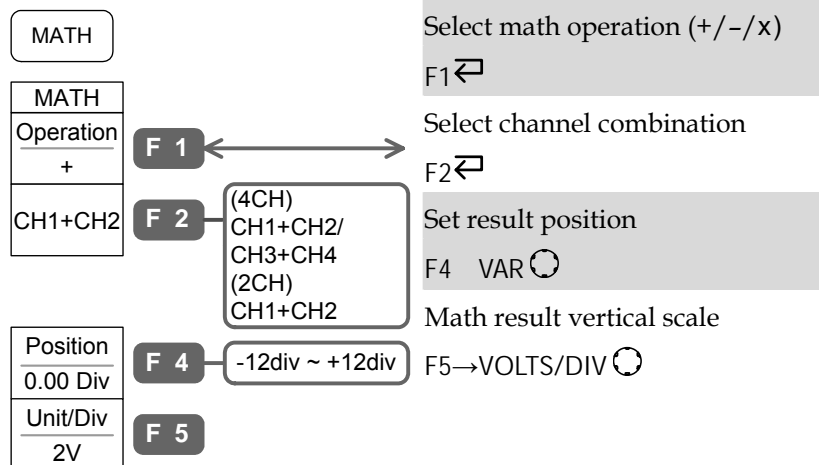 MATH
MATH
Operation
+
F 1
CH1+CH2
F 2
(4CH)
CH1+CH2/
CH3+CH4
(2CH)
CH1+CH2
Position
0.00 Div
F 4
-12div ~ +12div
Unit/Div
2V
F 5
Select math operation (+/−/x)
F1
Select channel combination
F2
Set result position
F4 VAR
Math result vertical scale
F5→VOLTS/DIV